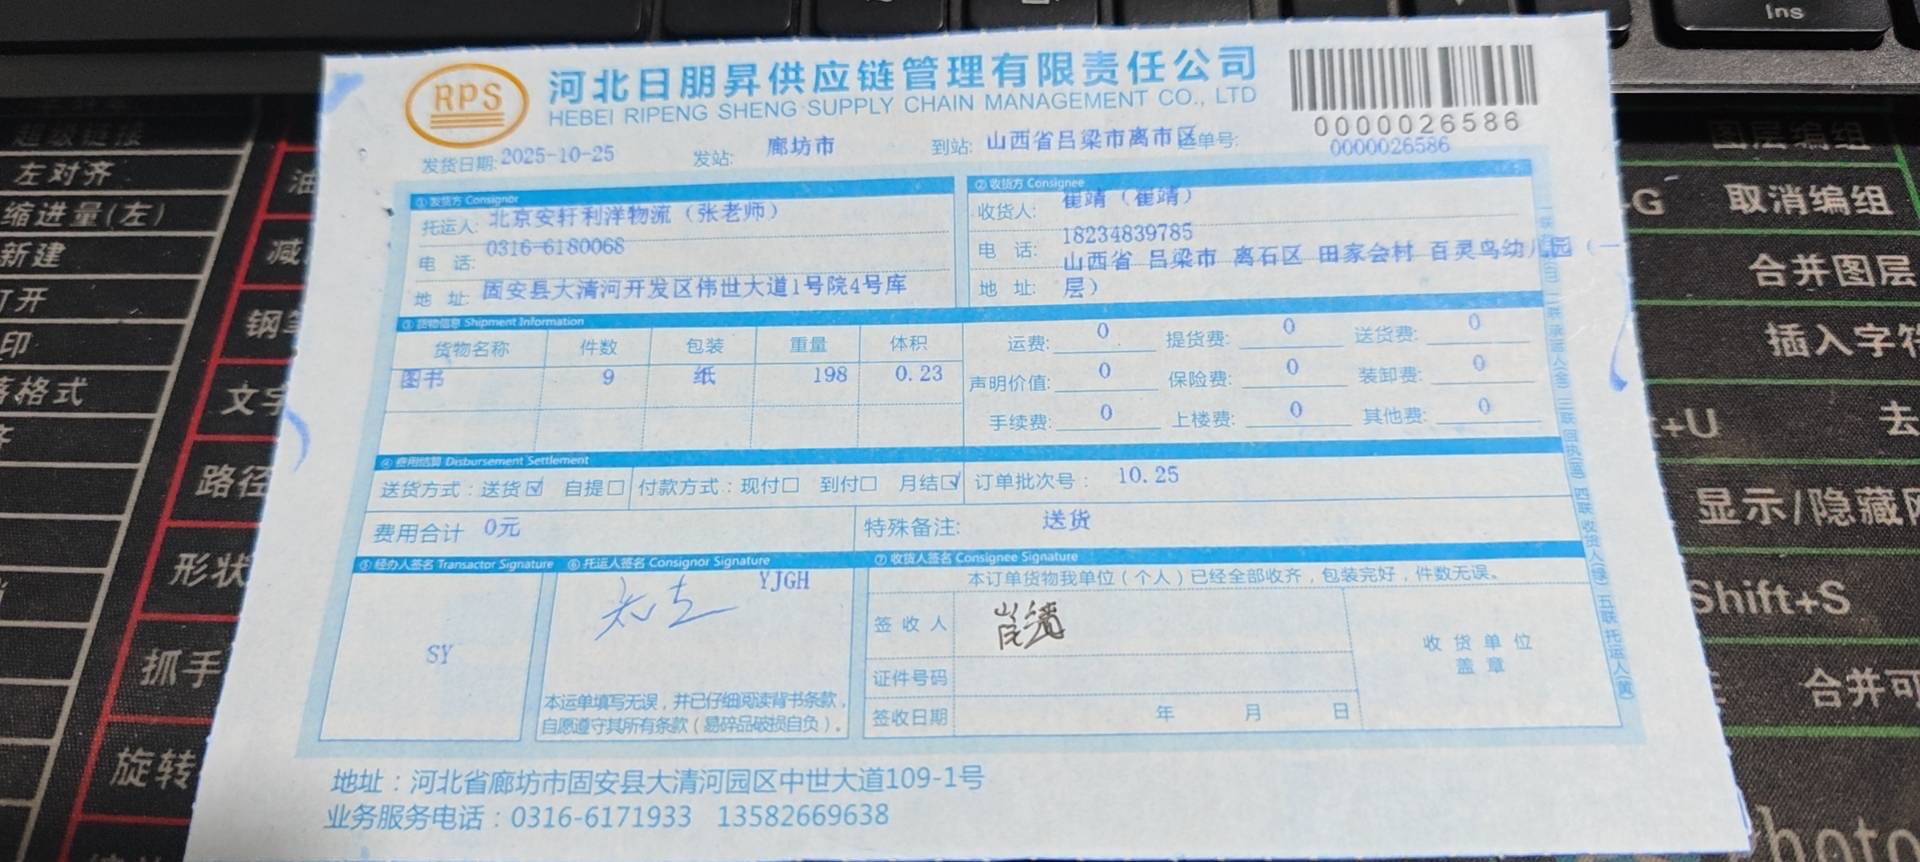 Ins
RPS
河北日朋昇供应链管理有限责任公司
HEBEI RIPENG SHENG SUPPLY CHAIN MANAGEMENT CO., LTD
0000026586
发货日期: 2025-10-25 发站: 廊坊市 到站: 山西省吕梁市离市区 单号: 0000026586
① 发货方 Consignor
托运人: 北京安轩利洋物流（张老师）
电 话: 0316-6180068
地 址: 固安县大清河开发区伟世大道1号院4号库
② 收货方 Consignee
收货人: 崔靖（崔靖）
电 话: 18234839785
地 址: 山西省 吕梁市 离石区 田家会村 百灵鸟幼儿园（一
层）
③ 货物信息 Shipment Information
货物名称 件数 包装 重量 体积
图书 9 纸 198 0.23
运费: 0 提货费: 0 送货费: 0
声明价值: 0 保险费: 0 装卸费: 0
手续费: 0 上楼费: 0 其他费: 0
④ 费用结算 Disbursement Settlement
送货方式：送货☑ 自提□ 付款方式：现付□ 到付□ 月结☑ 订单批次号： 10.25
费用合计 0元 特殊备注: 送货
⑤ 经办人签名 Transactor Signature
SY
⑥ 托运人签名 Consignor Signature
YJGH
本运单填写无误，并已仔细阅读背书条款，
自愿遵守其所有条款（易碎品破损自负）。
⑦ 收货人签名 Consignee Signature
本订单货物我单位（个人）已经全部收齐，包装完好，件数无误。
签 收 人
证件号码
签收日期 年 月 日
收 货 单 位
盖 章
地址：河北省廊坊市固安县大清河园区中世大道109-1号
业务服务电话：0316-6171933 13582669638
左对齐
缩进量(左)
新建
打开
路径
形状
抓手
旋转
图层编组
取消编组
合并图层
插入字符
显示/隐藏网
Shift+S
合并可